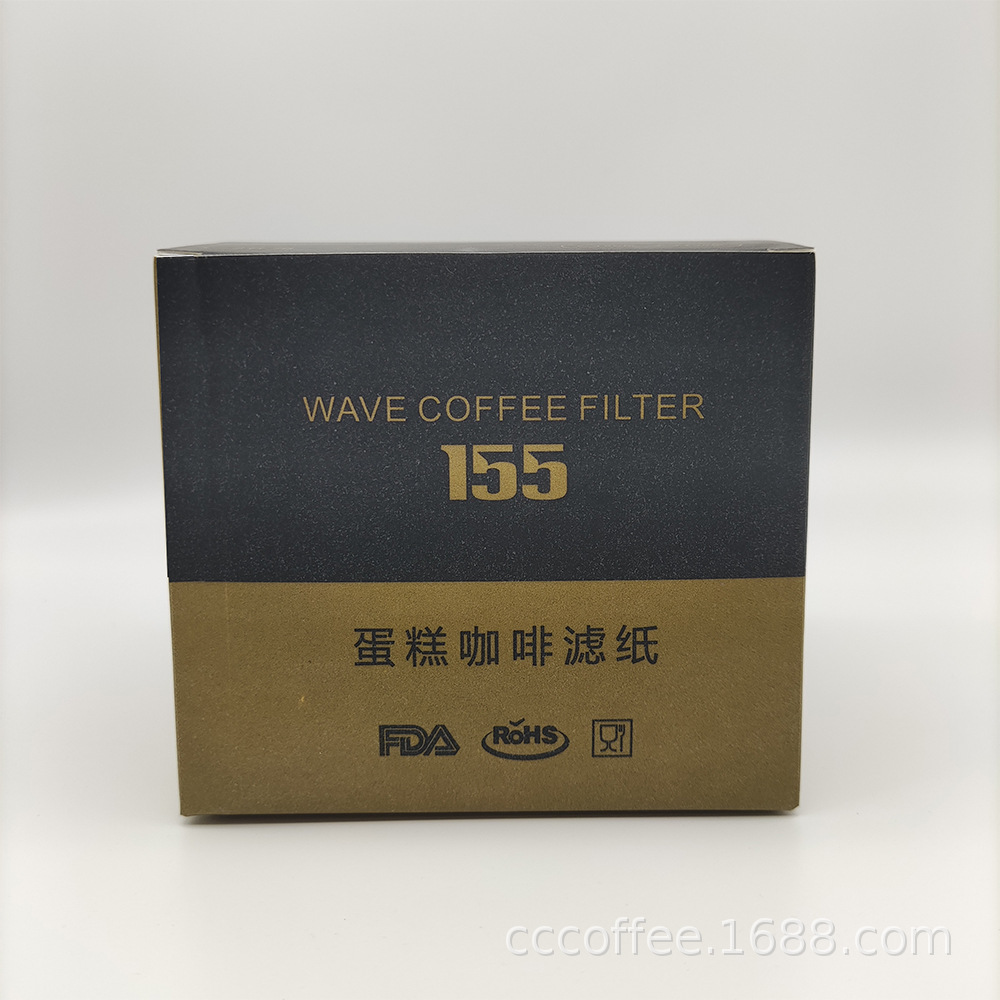 WAVE COFFEE FILTER
155
蛋糕咖啡滤纸
FDA RoHS
cccoffee.1688.com